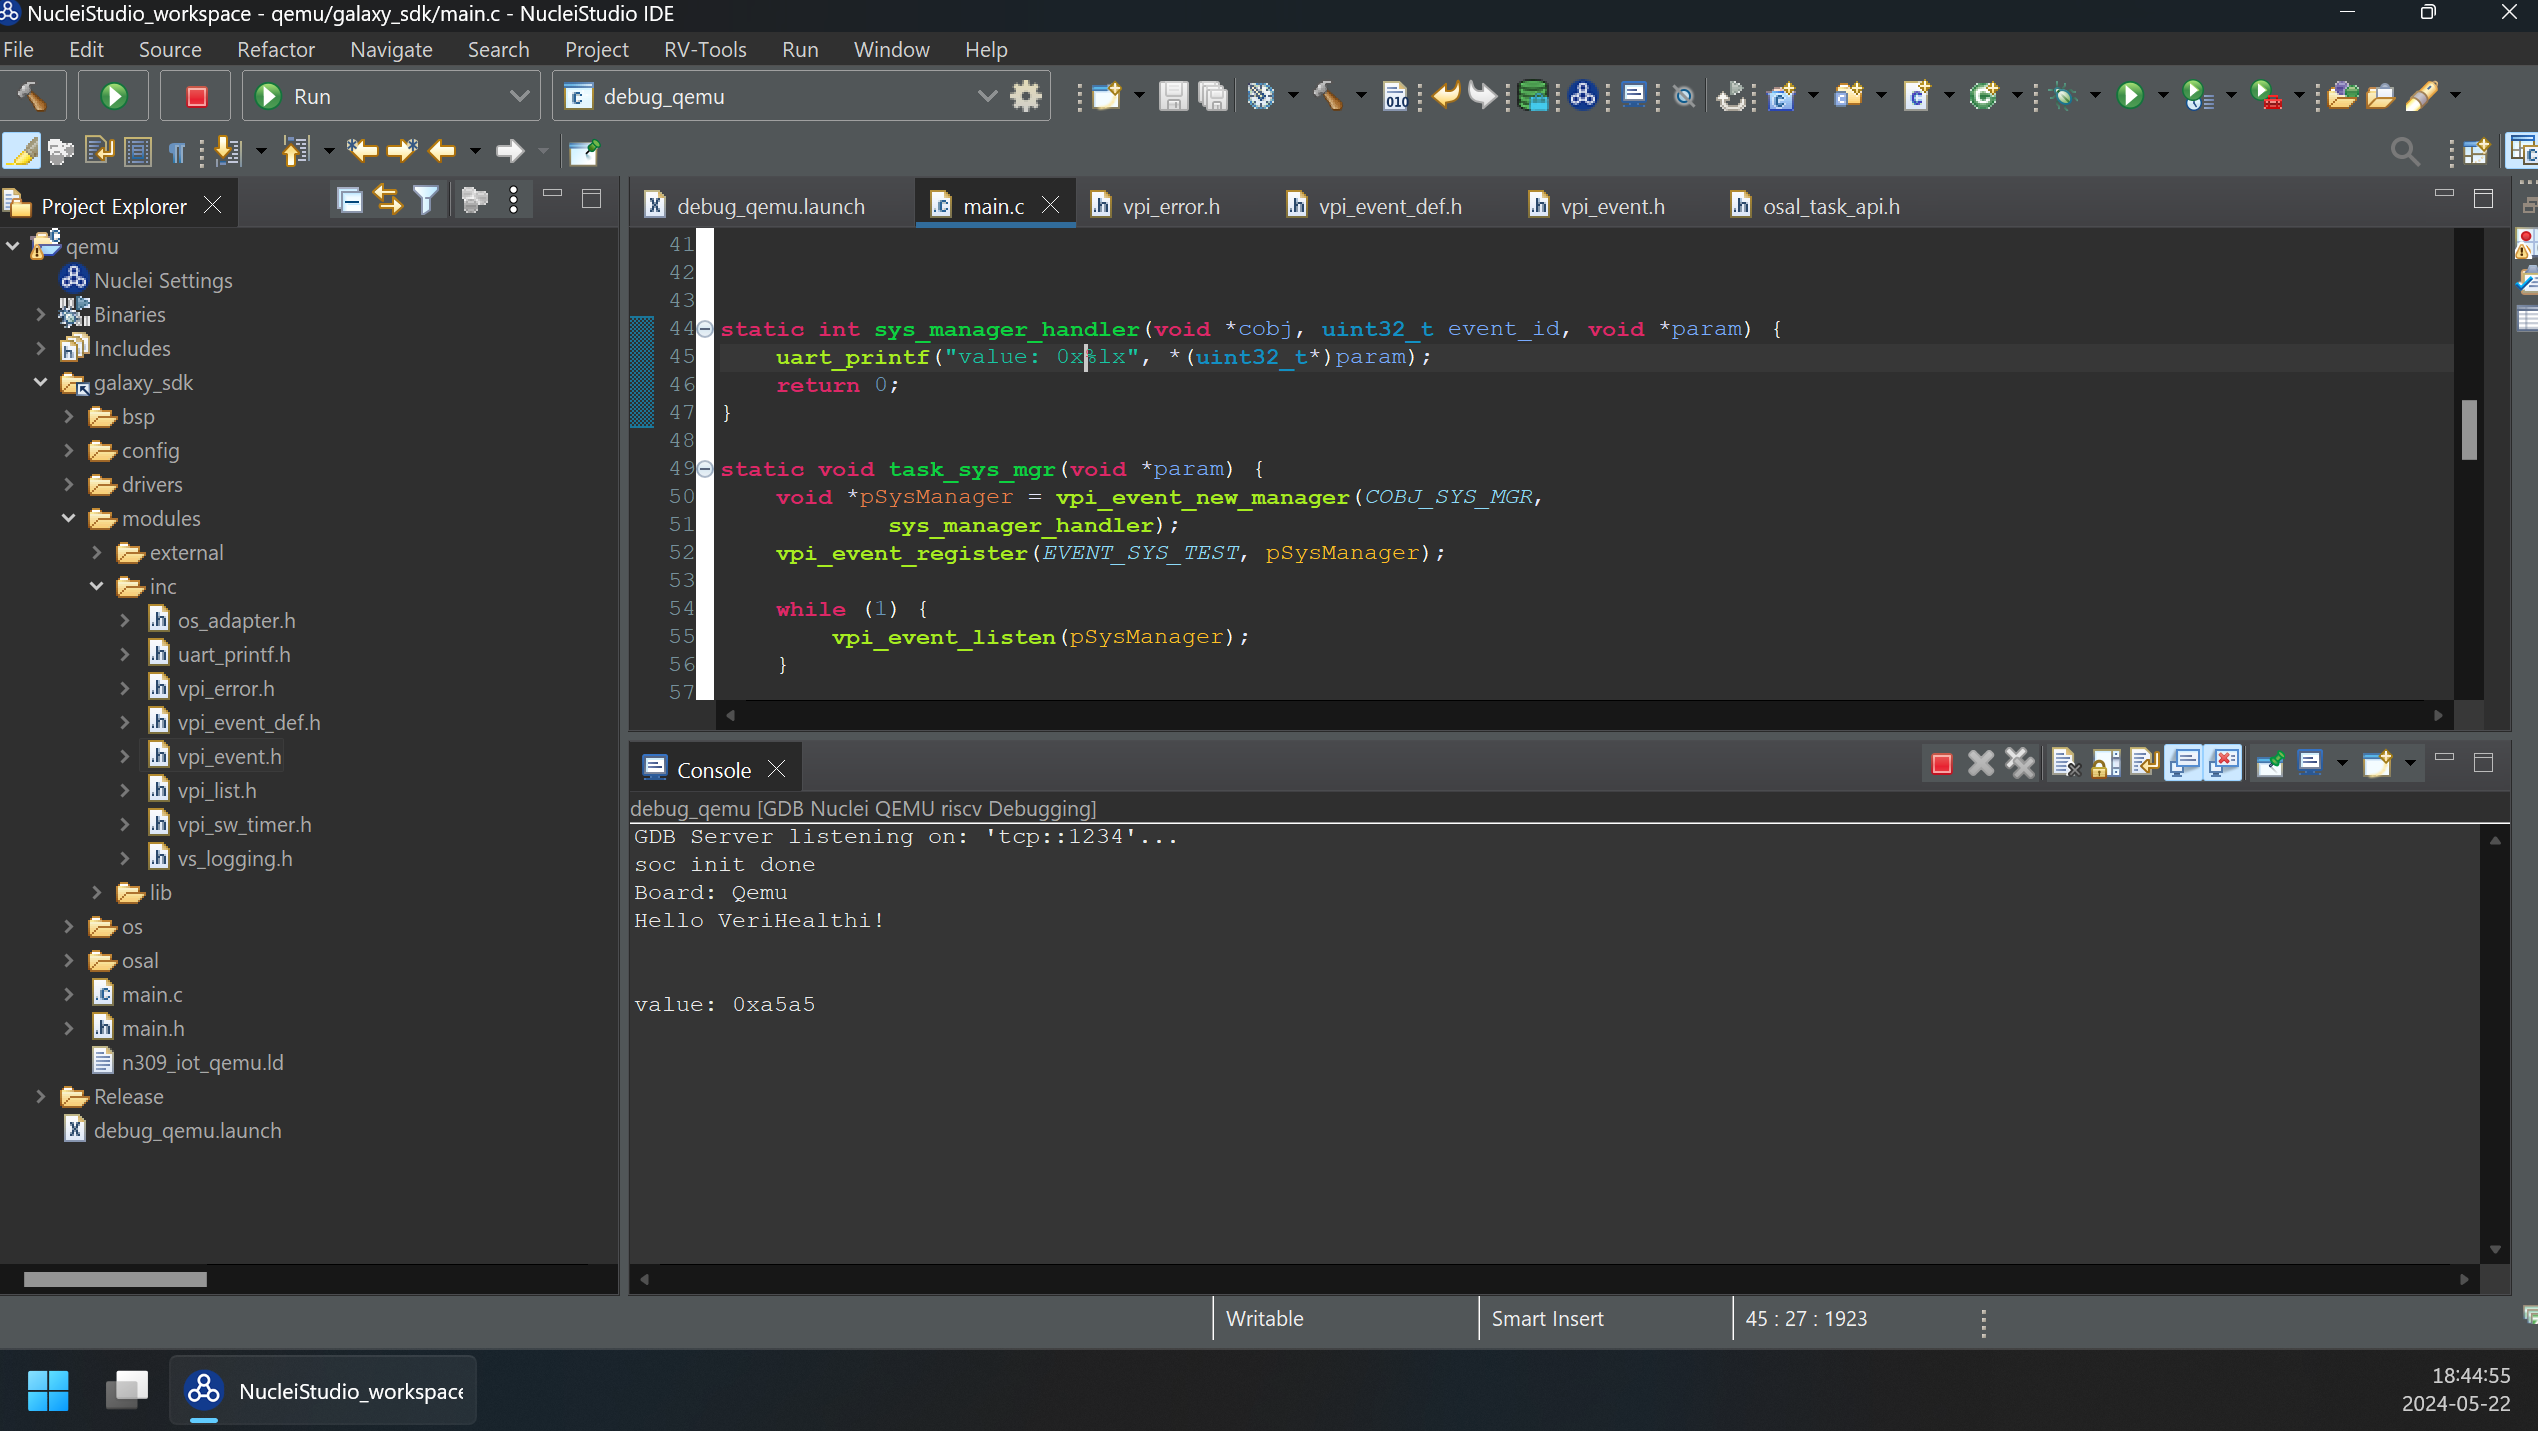 NucleiStudio_workspace - qemu/galaxy_sdk/main.c - NucleiStudio IDE
File Edit Source Refactor Navigate Search Project RV-Tools Run Window Help
Run
debug_qemu
Project Explorer
qemu
Nuclei Settings
Binaries
Includes
galaxy_sdk
bsp
config
drivers
modules
external
inc
os_adapter.h
uart_printf.h
vpi_error.h
vpi_event_def.h
vpi_event.h
vpi_list.h
vpi_sw_timer.h
vs_logging.h
lib
os
osal
main.c
main.h
n309_iot_qemu.ld
Release
debug_qemu.launch
debug_qemu.launch main.c vpi_error.h vpi_event_def.h vpi_event.h osal_task_api.h
41
42
43
44 static int sys_manager_handler(void *cobj, uint32_t event_id, void *param) {
45     uart_printf("value: 0x%lx", *(uint32_t*)param);
46     return 0;
47 }
48
49 static void task_sys_mgr(void *param) {
50     void *pSysManager = vpi_event_new_manager(COBJ_SYS_MGR,
51             sys_manager_handler);
52     vpi_event_register(EVENT_SYS_TEST, pSysManager);
53
54     while (1) {
55         vpi_event_listen(pSysManager);
56     }
57
Console
debug_qemu [GDB Nuclei QEMU riscv Debugging]
GDB Server listening on: 'tcp::1234'...
soc init done
Board: Qemu
Hello VeriHealthi!
value: 0xa5a5
Writable
Smart Insert
45 : 27 : 1923
NucleiStudio_workspace
18:44:55
2024-05-22